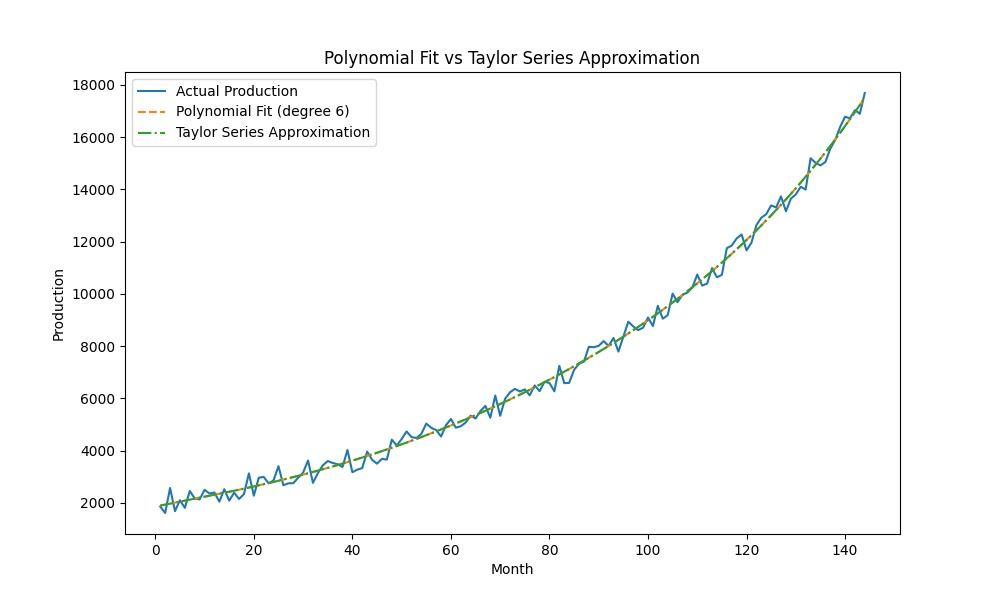 Polynomial Fit vs Taylor Series Approximation
18000
16000
14000
12000
10000
8000
6000
4000
2000
Production
Actual Production
Polynomial Fit (degree 6)
Taylor Series Approximation
0
20
40
60
80
100
120
140
Month